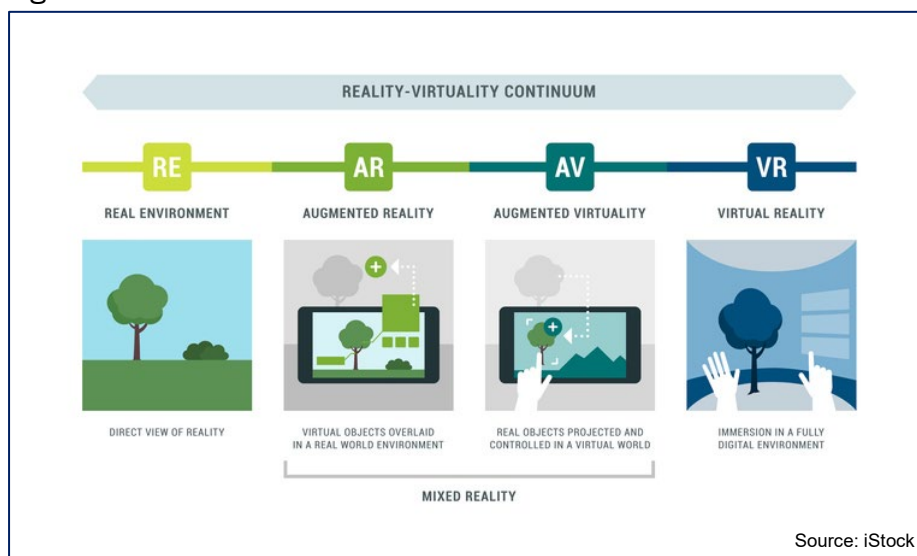 REALITY-VIRTUALITY CONTINUUM
RE
AR
AV
VR
REAL ENVIRONMENT
AUGMENTED REALITY
AUGMENTED VIRTUALITY
VIRTUAL REALITY
DIRECT VIEW OF REALITY
VIRTUAL OBJECTS OVERLAID
IN A REAL WORLD ENVIRONMENT
REAL OBJECTS PROJECTED AND
CONTROLLED IN A VIRTUAL WORLD
IMMERSION IN A FULLY
DIGITAL ENVIRONMENT
MIXED REALITY
Source: iStock